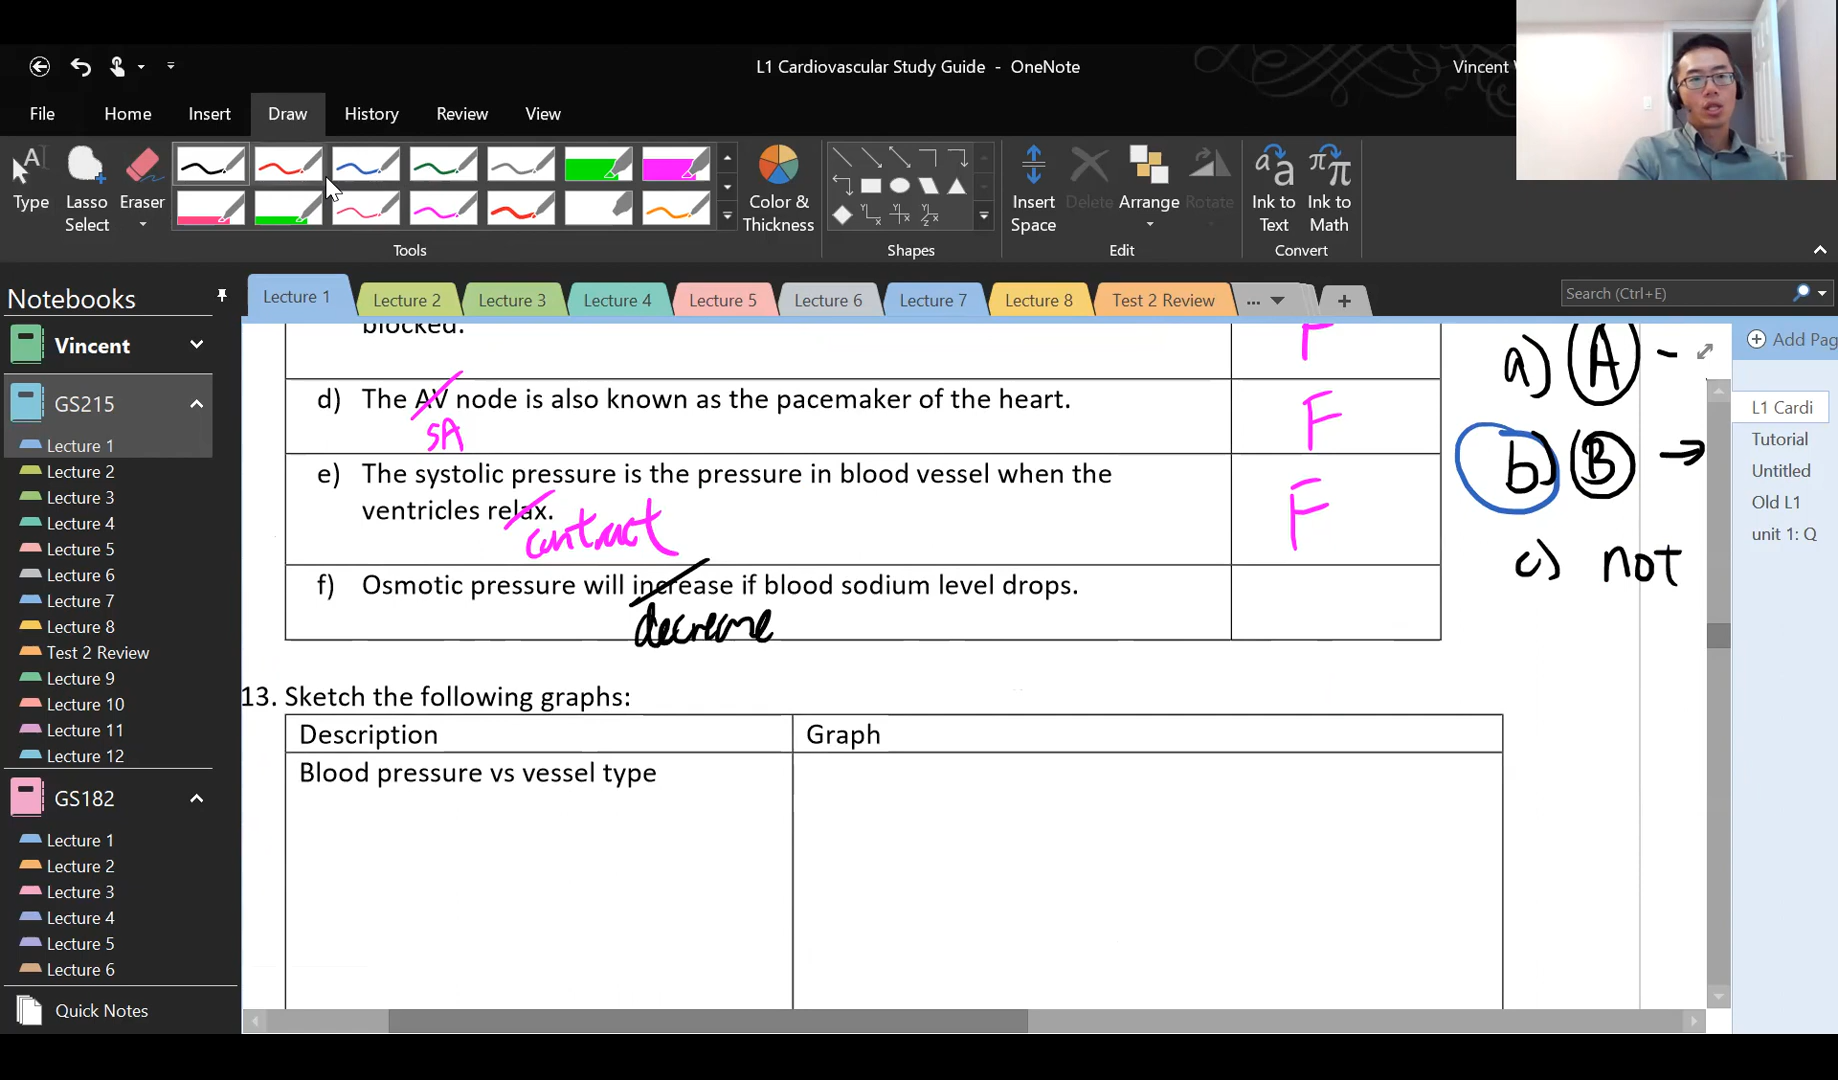 L1 Cardiovascular Study Guide - OneNote
Vincent
File Home Insert Draw History Review View
Type
Lasso Select
Eraser
Color & Thickness
Insert Space
Delete
Arrange
Rotate
Ink to Text
Ink to Math
Tools
Shapes
Edit
Convert
Notebooks
Lecture 1 Lecture 2 Lecture 3 Lecture 4 Lecture 5 Lecture 6 Lecture 7 Lecture 8 Test 2 Review ...
Search (Ctrl+E)
Vincent
GS215
Lecture 1
Lecture 2
Lecture 3
Lecture 4
Lecture 5
Lecture 6
Lecture 7
Lecture 8
Test 2 Review
Lecture 9
Lecture 10
Lecture 11
Lecture 12
GS182
Lecture 1
Lecture 2
Lecture 3
Lecture 4
Lecture 5
Lecture 6
Quick Notes
blocked.
F
d) The AV node is also known as the pacemaker of the heart.
SA
F
e) The systolic pressure is the pressure in blood vessel when the
ventricles relax.
contract
F
f) Osmotic pressure will increase if blood sodium level drops.
decrease
13. Sketch the following graphs:
Description Graph
Blood pressure vs vessel type
a) A -
b) B →
c) not
Add Pag
L1 Cardi
Tutorial
Untitled
Old L1
unit 1: Q